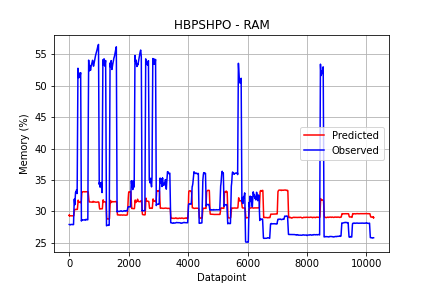 HBPSHPO - RAM
Memory (%)
55
50
45
40
35
30
25
Predicted
Observed
0
2000
4000
6000
8000
10000
Datapoint